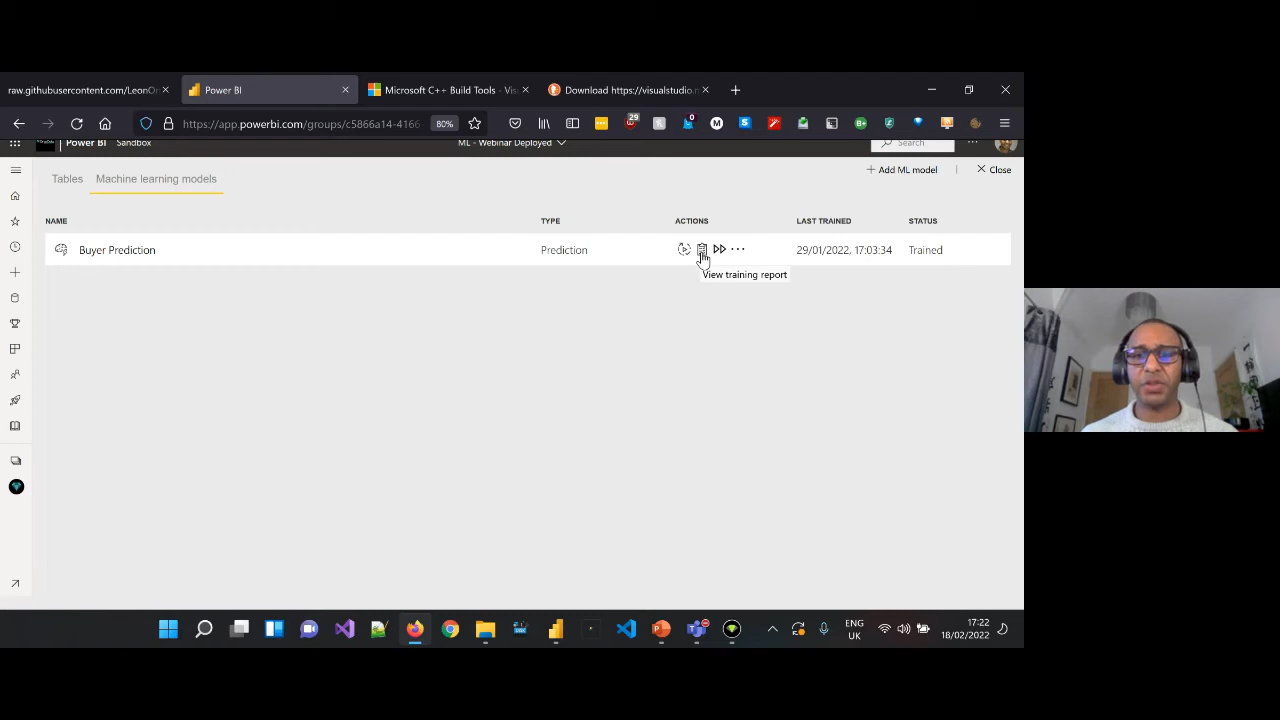 raw.githubusercontent.com/LeonOr
Power BI
Microsoft C++ Build Tools - Vis
Download https://visualstudio.m
https://app.powerbi.com/groups/c5866a14-4166
80%
29
0
Power BI
Sandbox
ML - Webinar Deployed
Search
Tables
Machine learning models
Add ML model
Close
NAME
TYPE
ACTIONS
LAST TRAINED
STATUS
Buyer Prediction
Prediction
29/01/2022, 17:03:34
Trained
View training report
ENG
UK
17:22
18/02/2022